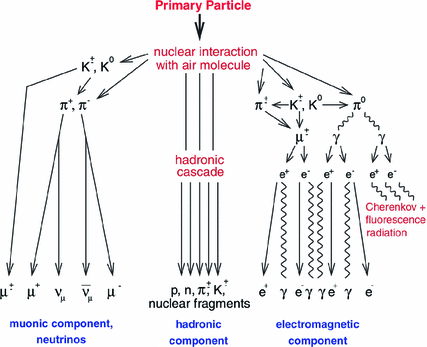 Primary Particle
nuclear interaction
with air molecule
K±, K⁰
π⁺, π⁻
π± K±, K⁰ π⁰
μ±
γ γ
hadronic
cascade
e⁺ e⁻ e⁺ e⁻ e⁺ e⁻
Cherenkov +
fluorescence
radiation
μ± μ⁺ νμ ν̄μ μ⁻
p, n, π±, K±,
nuclear fragments
e⁺ γ e⁻ γ γ e⁺ γ e⁻
muonic component,
neutrinos
hadronic
component
electromagnetic
component